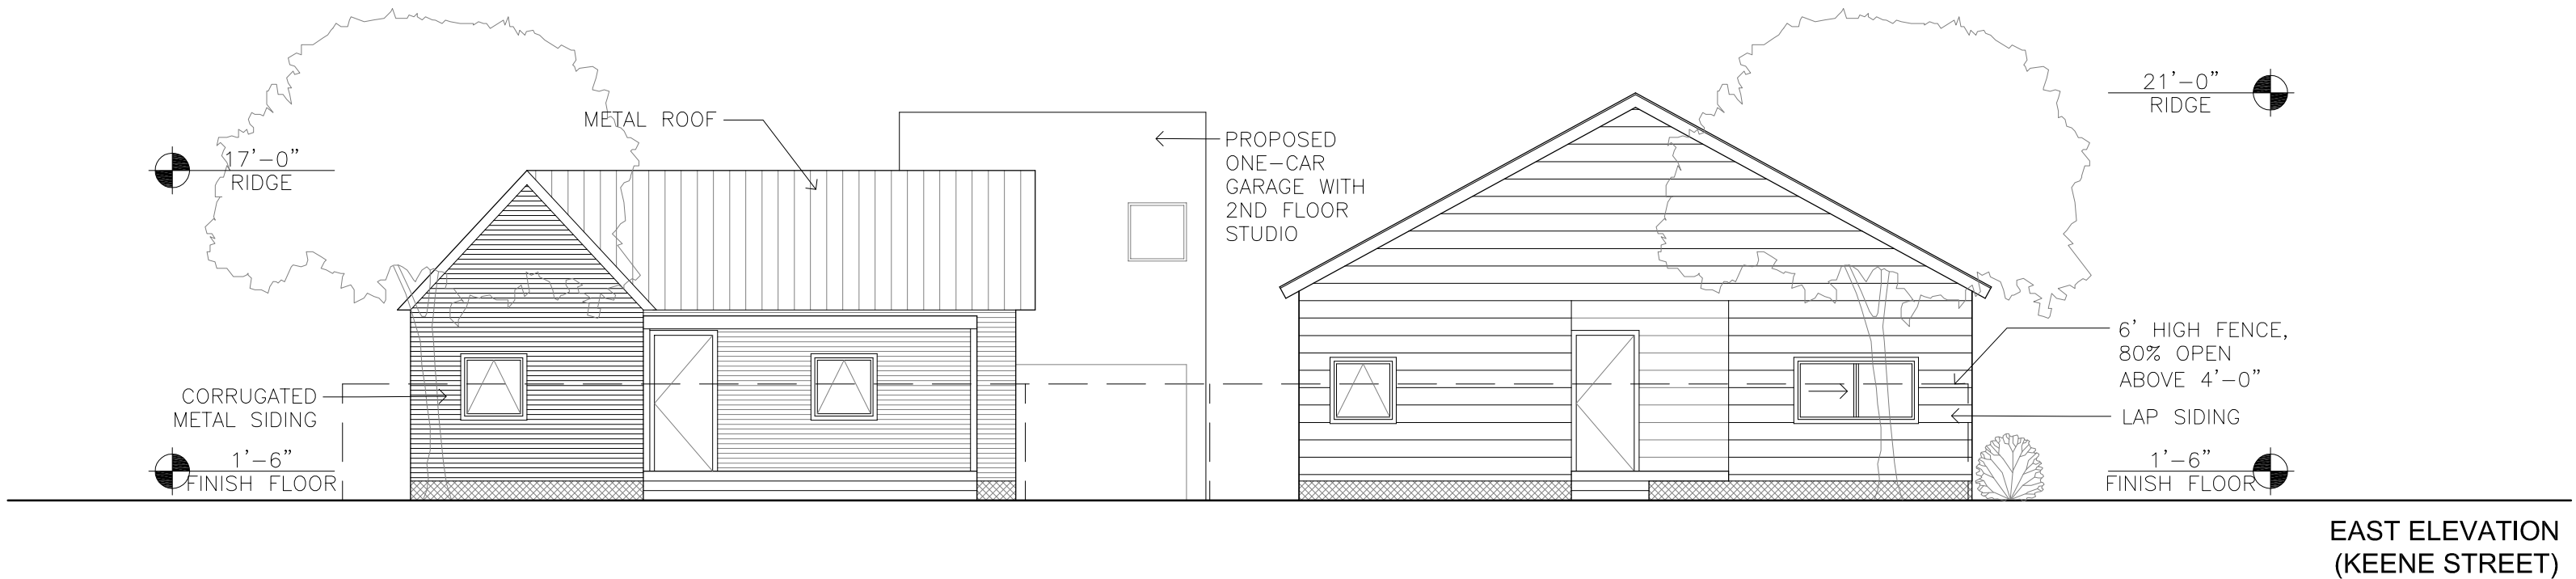 METAL ROOF
17'-0"
RIDGE
PROPOSED
ONE-CAR
GARAGE WITH
2ND FLOOR
STUDIO
21'-0"
RIDGE
CORRUGATED
METAL SIDING
1'-6"
FINISH FLOOR
6' HIGH FENCE,
80% OPEN
ABOVE 4'-0"
LAP SIDING
1'-6"
FINISH FLOOR
EAST ELEVATION
(KEENE STREET)